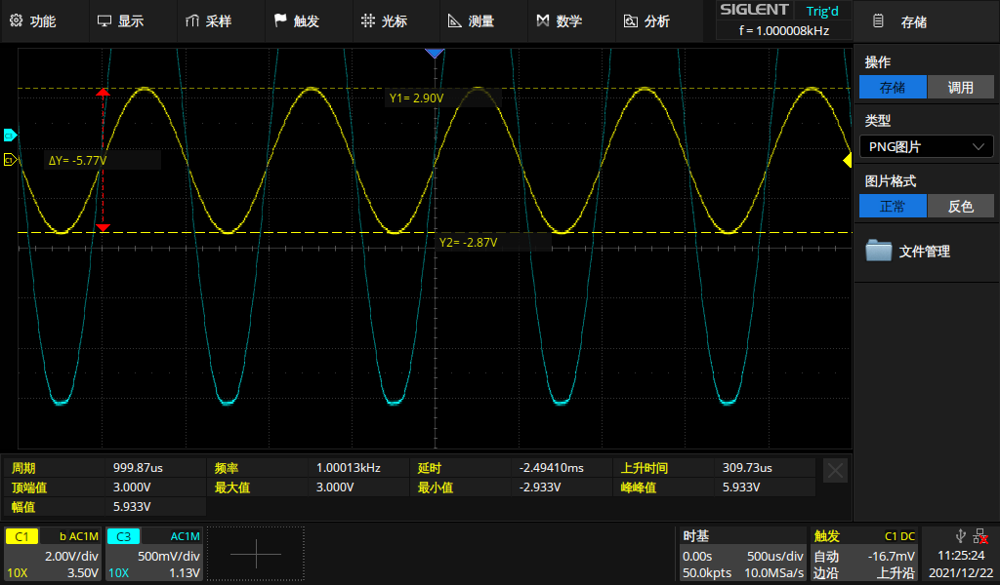 功能 显示 采样 触发 光标 测量 数学 分析 SIGLENT Trig'd 存储
f = 1.000008kHz
操作
存储 调用
Y1= 2.90V
类型
C3
PNG图片
C1
ΔY= -5.77V
图片格式
正常 反色
Y2= -2.87V
文件管理
周期 999.87us 频率 1.00013kHz 延时 -2.49410ms 上升时间 309.73us
顶端值 3.000V 最大值 3.000V 最小值 -2.933V 峰峰值 5.933V
幅值 5.933V
C1 b AC1M C3 AC1M 时基 触发 C1 DC
2.00V/div 500mV/div 0.00s 500us/div 自动 -16.7mV 11:25:24
10X 3.50V 10X 1.13V 50.0kpts 10.0MSa/s 边沿 上升沿 2021/12/22